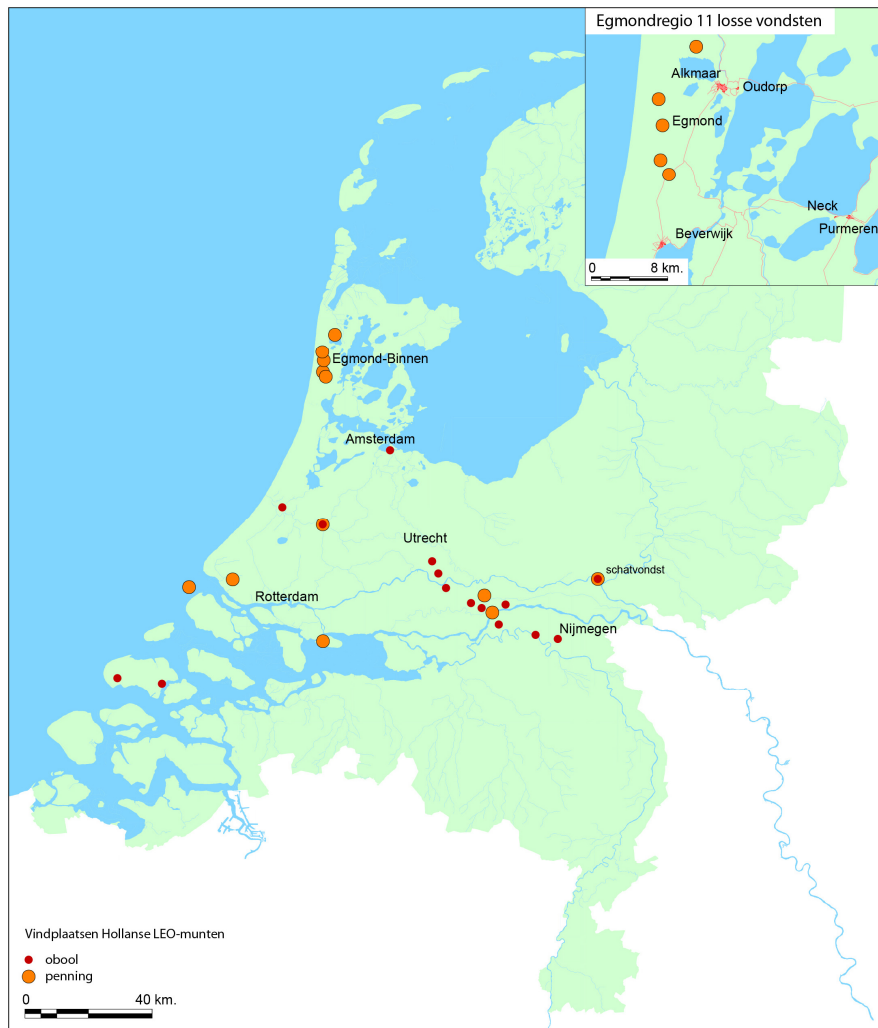 Egmondregio 11 losse vondsten
Alkmaar
Oudorp
Egmond
Neck
Purmeren
Beverwijk
0 8 km.
Egmond-Binnen
Amsterdam
Utrecht
schatvondst
Rotterdam
Nijmegen
Vindplaatsen Hollanse LEO-munten
obool
penning
0 40 km.